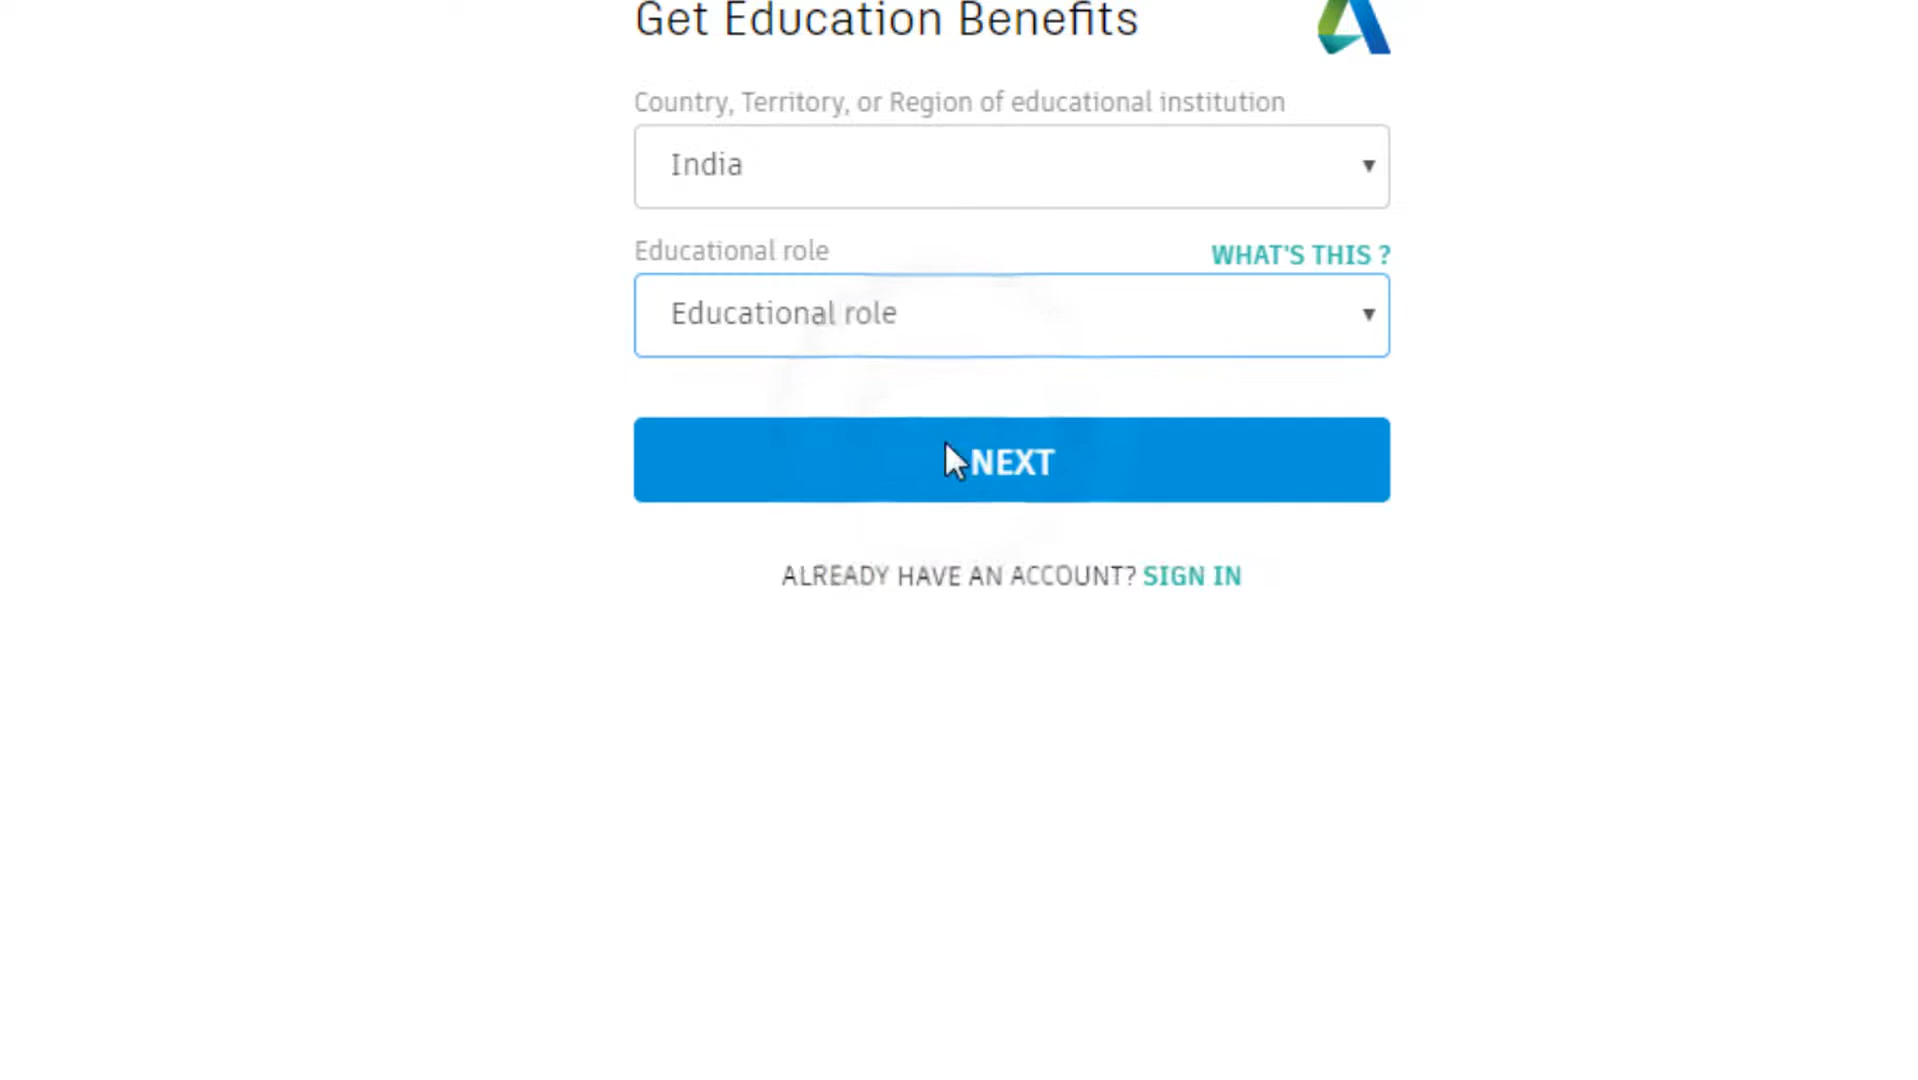 Get Education Benefits
Country, Territory, or Region of educational institution
India
Educational role
WHAT'S THIS ?
Educational role
NEXT
ALREADY HAVE AN ACCOUNT? SIGN IN